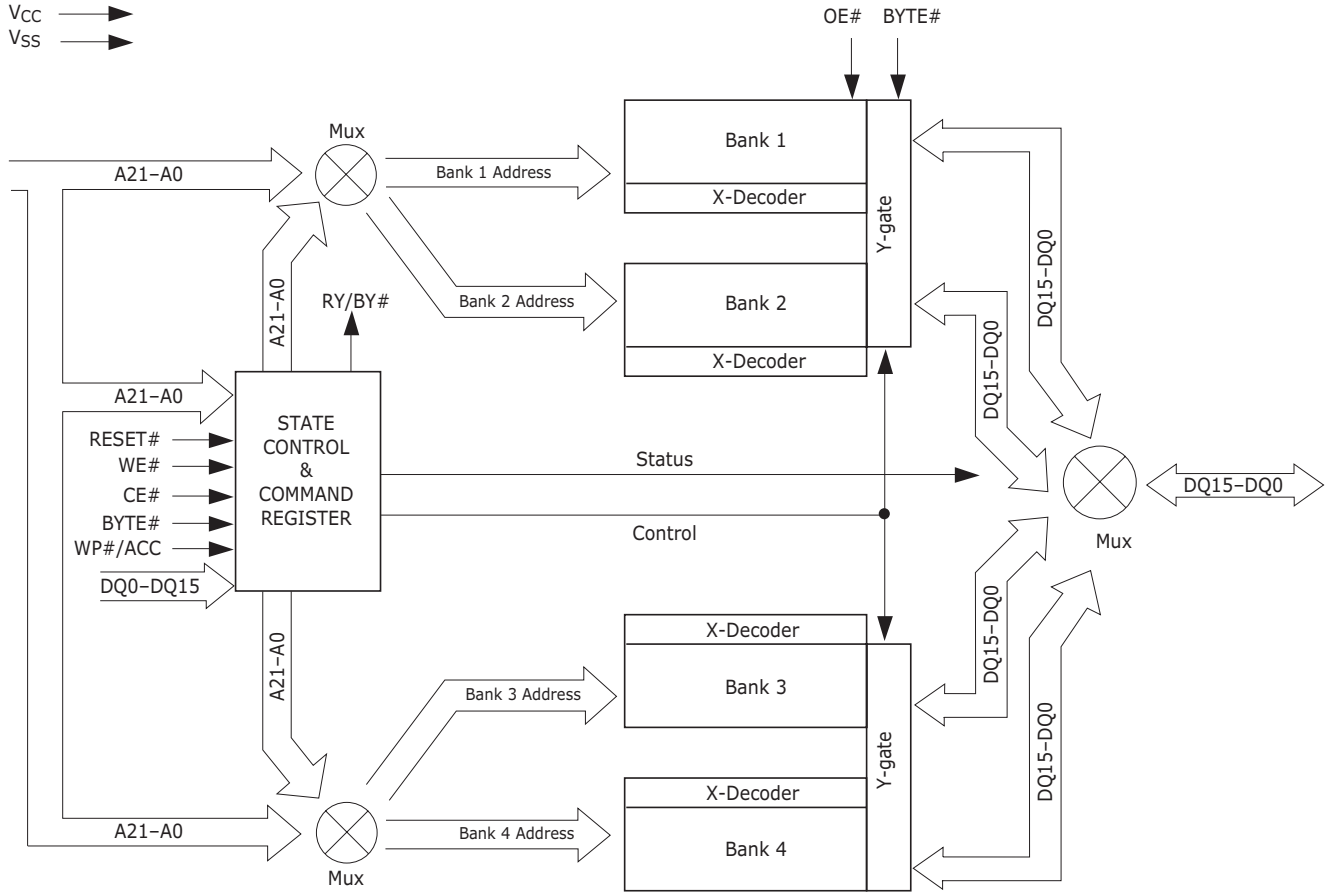 VCC
VSS
OE#
BYTE#
Mux
A21–A0
Bank 1 Address
Bank 1
X-Decoder
Y-gate
DQ15–DQ0
A21–A0
RY/BY#
Bank 2 Address
Bank 2
X-Decoder
DQ15–DQ0
A21–A0
RESET#
WE#
CE#
BYTE#
WP#/ACC
DQ0–DQ15
STATE
CONTROL
&
COMMAND
REGISTER
Status
Control
DQ15–DQ0
Mux
A21–A0
X-Decoder
Bank 3 Address
Bank 3
Y-gate
DQ15–DQ0
DQ15–DQ0
X-Decoder
A21–A0
Bank 4 Address
Bank 4
Mux